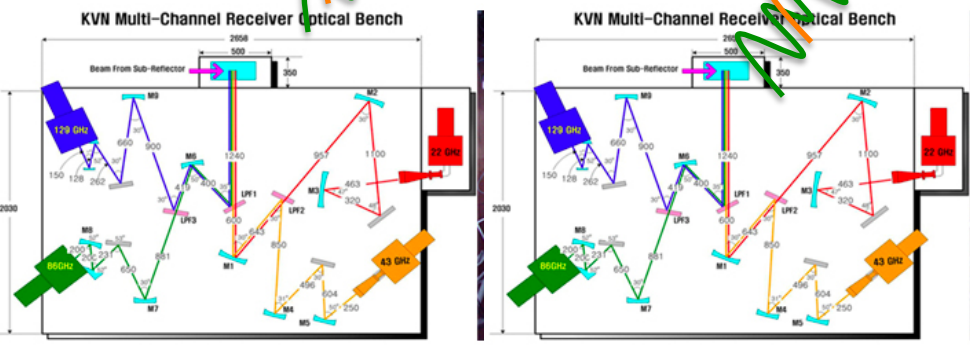 KVN Multi-Channel Receiver Optical Bench
2658
500
Beam From Sub-Reflector
350
M9
M2
129 GHz
22 GHz
660
900
1240
957
1100
M6
150
128
262
419
400
LPF1
LPF2
LPF3
M3
463
320
2030
600
643
M8
M1
850
200
231
86GHz
650
881
M7
43 GHz
496
604
250
M4
M5
KVN Multi-Channel Receiver Optical Bench
2658
500
Beam From Sub-Reflector
350
M9
M2
129 GHz
22 GHz
660
900
1240
957
1100
M6
150
128
262
419
400
LPF1
LPF2
LPF3
M3
463
320
2030
600
643
M8
M1
850
200
231
86GHz
650
881
M7
43 GHz
496
604
250
M4
M5